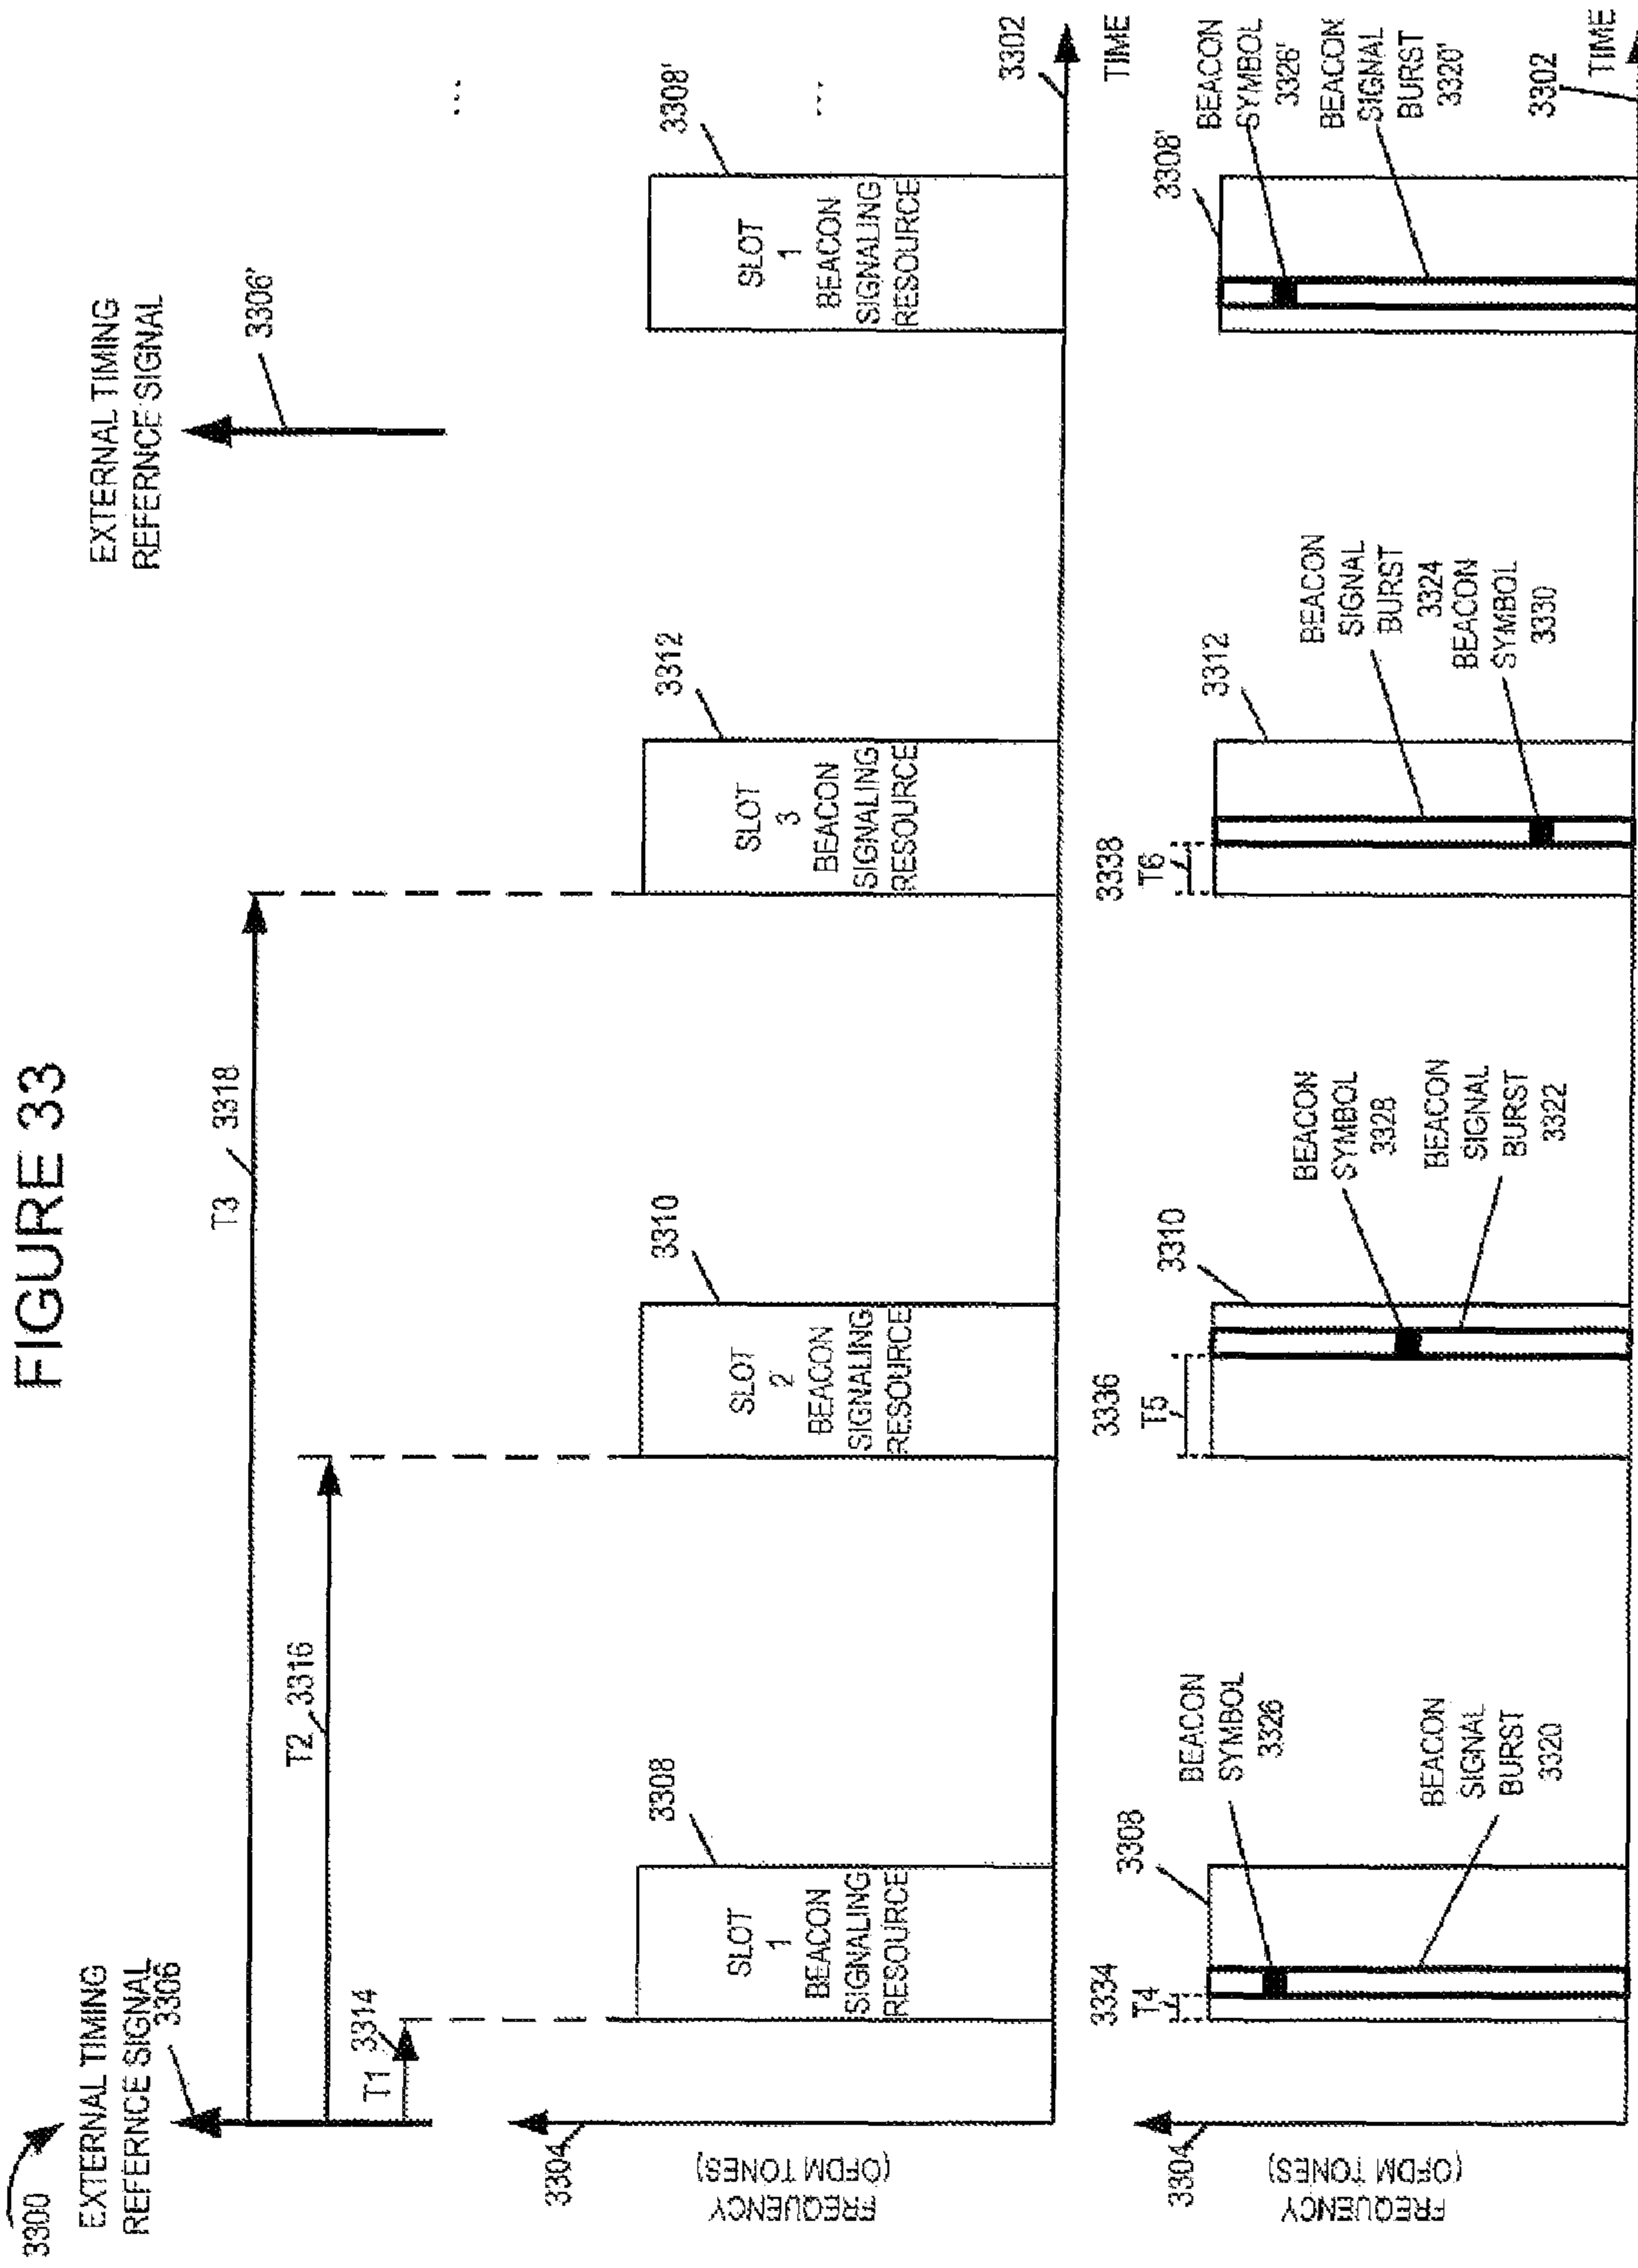 FIGURE 33
3300
EXTERNAL TIMING
REFERNCE SIGNAL
3306
EXTERNAL TIMING
REFERNCE SIGNAL
3306'
T3
3318
T2
3316
T1
3314
FREQUENCY
(OFDM TONES)
3304
SLOT
1
BEACON
SIGNALING
RESOURCE
3308
SLOT
2
BEACON
SIGNALING
RESOURCE
3310
SLOT
3
BEACON
SIGNALING
RESOURCE
3312
SLOT
1
BEACON
SIGNALING
RESOURCE
3308'
...
...
3302
TIME
FREQUENCY
(OFDM TONES)
3304
3334
T4
3308
BEACON
SYMBOL
3326
BEACON
SIGNAL
BURST
3320
3336
T5
3310
BEACON
SYMBOL
3328
BEACON
SIGNAL
BURST
3322
3338
T6
3312
BEACON
SIGNAL
BURST
3324
BEACON
SYMBOL
3330
3308'
BEACON
SYMBOL
3326'
BEACON
SIGNAL
BURST
3320'
3302
TIME